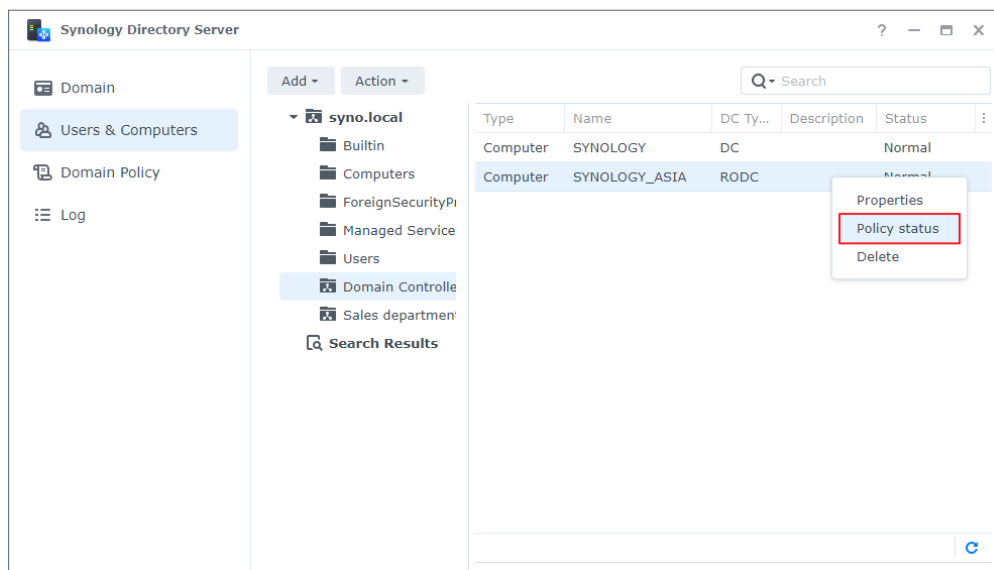 Synology Directory Server
?
Domain
Users & Computers
Domain Policy
Log
Add
Action
Search
syno.local
Builtin
Computers
ForeignSecurityPr
Managed Service
Users
Domain Controlle
Sales department
Search Results
Type Name DC Ty... Description Status
Computer SYNOLOGY DC Normal
Computer SYNOLOGY_ASIA RODC Normal
Properties
Policy status
Delete